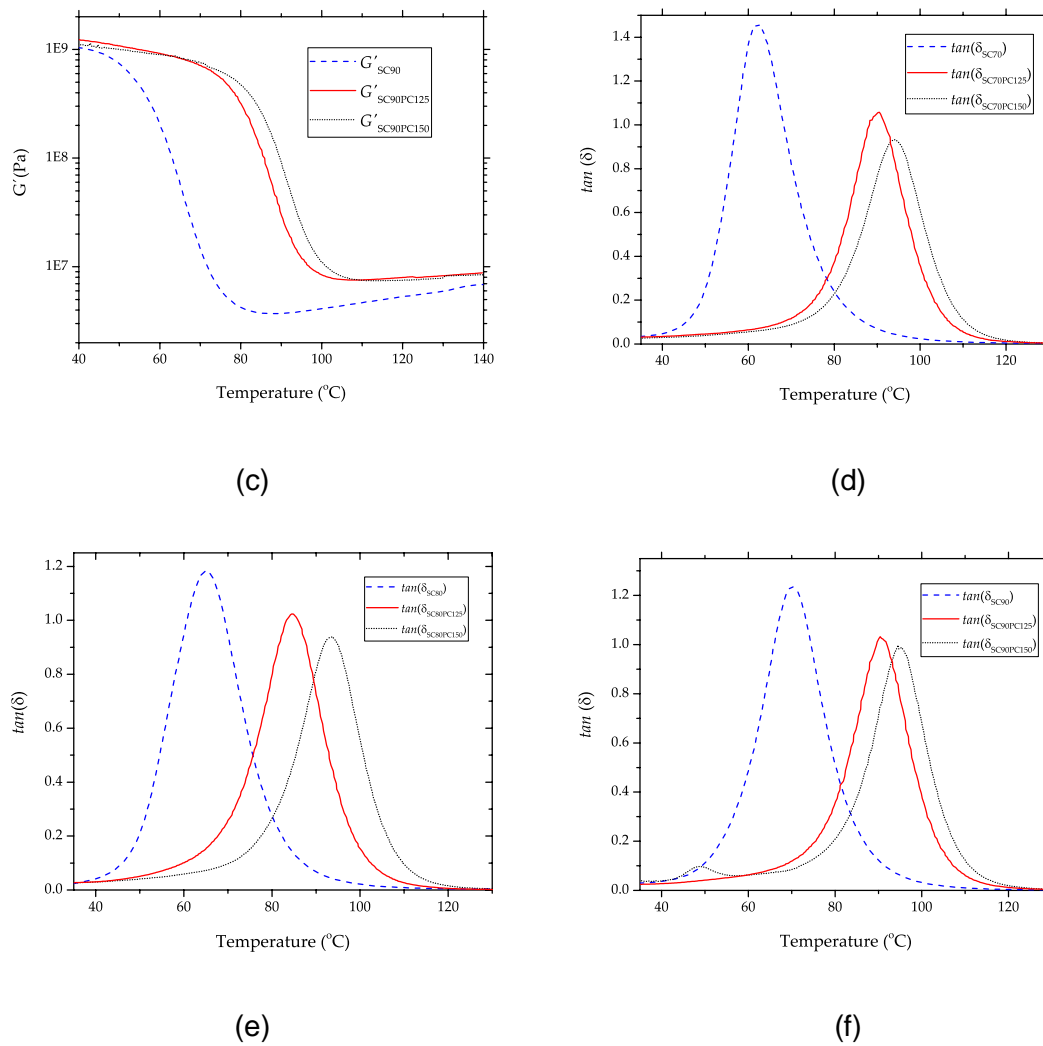 1E9
1E8
1E7
G′(Pa)
G′SC90
G′SC90PC125
G′SC90PC150
40 60 80 100 120 140
Temperature (°C)
(c)
1.4
1.2
1.0
0.8
0.6
0.4
0.2
0.0
tan (δ)
tan(δSC70)
tan(δSC70PC125)
tan(δSC70PC150)
40 60 80 100 120
Temperature (°C)
(d)
1.2
1.0
0.8
0.6
0.4
0.2
0.0
tan(δ)
tan(δSC80)
tan(δSC80PC125)
tan(δSC80PC150)
40 60 80 100 120
Temperature (°C)
(e)
1.2
1.0
0.8
0.6
0.4
0.2
0.0
tan (δ)
tan(δSC90)
tan(δSC90PC125)
tan(δSC90PC150)
40 60 80 100 120
Temperature (°C)
(f)